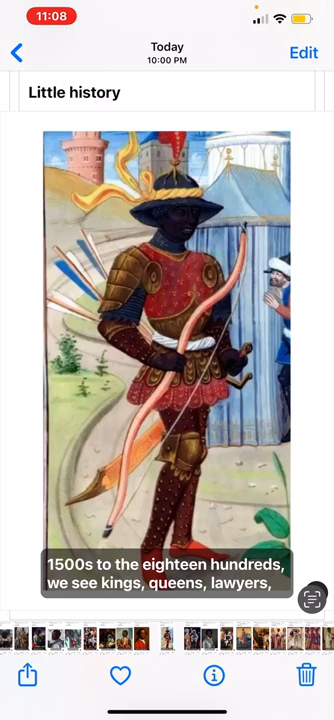 11:08
Today
10:00 PM
Edit
Little history
1500s to the eighteen hundreds,
we see kings, queens, lawyers,